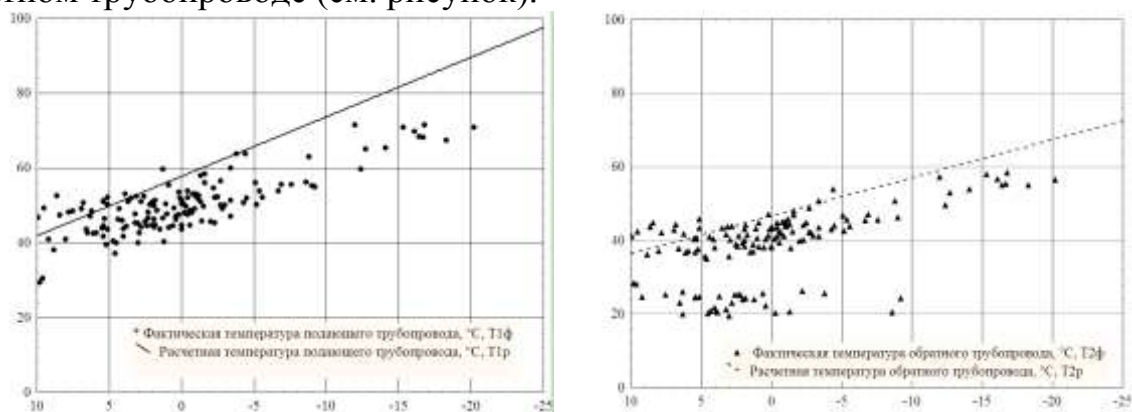 ном трубопроводе (см. рисунок).
100
80
60
40
20
0
10 5 0 -5 -10 -15 -20 -25
Фактическая температура подающего трубопровода, °С, Т1ф
Расчетная температура подающего трубопровода, °С, Т1р
100
80
60
40
20
0
10 5 0 -5 -10 -15 -20 -25
Фактическая температура обратного трубопровода, °С, Т2ф
Расчетная температура обратного трубопровода, °С, Т2р